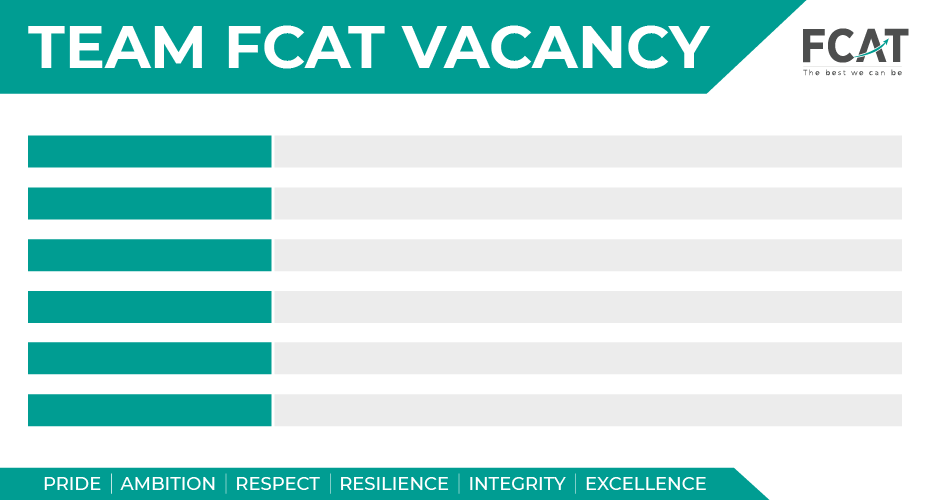 TEAM FCAT VACANCY
FCAT
The best we can be
PRIDE | AMBITION | RESPECT | RESILIENCE | INTEGRITY | EXCELLENCE